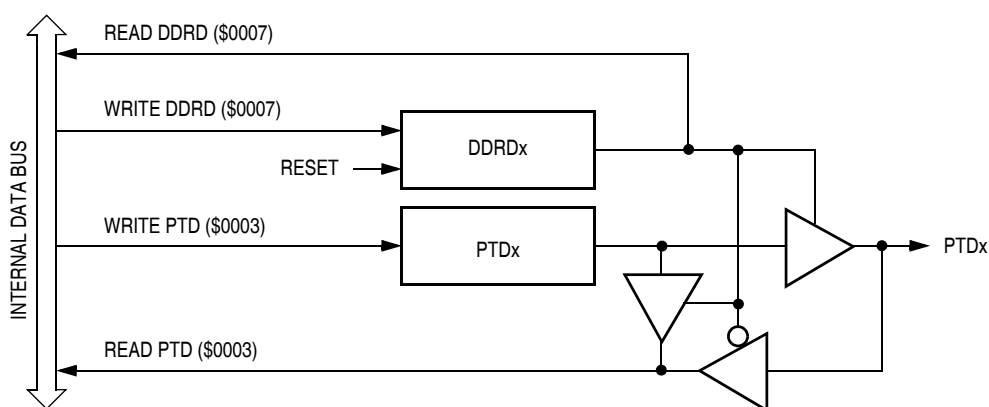 READ DDRD ($0007)
WRITE DDRD ($0007)
RESET
DDRDx
WRITE PTD ($0003)
PTDx
PTDx
READ PTD ($0003)
INTERNAL DATA BUS